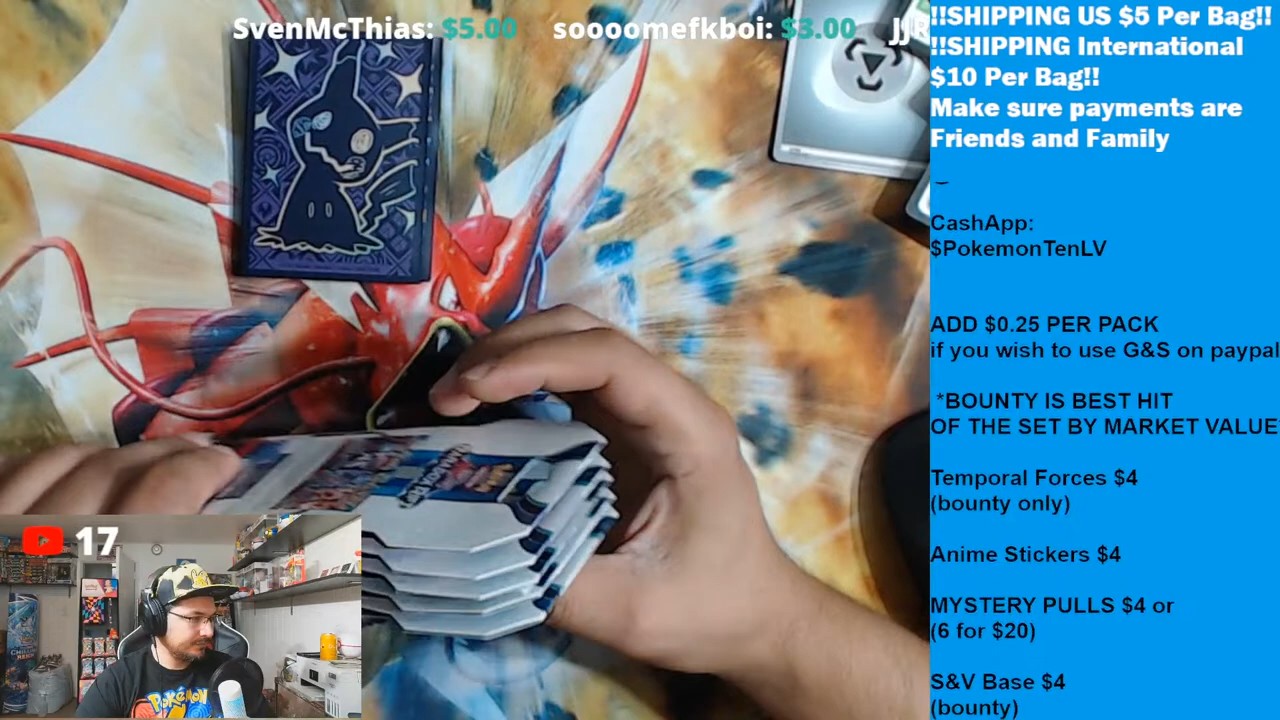 SvenMcThias: $5.00 soooomefkboi: $3.00 JJR
!!SHIPPING US $5 Per Bag!!
!!SHIPPING International
$10 Per Bag!!
Make sure payments are
Friends and Family
CashApp:
$PokemonTenLV
ADD $0.25 PER PACK
if you wish to use G&S on paypal
*BOUNTY IS BEST HIT
OF THE SET BY MARKET VALUE
Temporal Forces $4
(bounty only)
Anime Stickers $4
MYSTERY PULLS $4 or
(6 for $20)
S&V Base $4
(bounty)
17
Pokémon